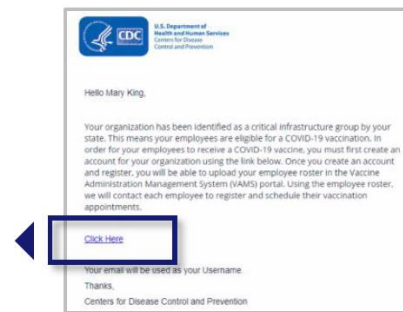 CDC
U.S. Department of
Health and Human Services
Centers for Disease
Control and Prevention
Hello Mary King,
Your organization has been identified as a critical infrastructure group by your
state. This means your employees are eligible for a COVID-19 vaccination. In
order for your employees to receive a COVID-19 vaccine, you must first create an
account for your organization using the link below. Once you create an account
and register, you will be able to upload your employee roster in the Vaccine
Administration Management System (VAMS) portal. Using the employee roster,
we will contact each employee to register and schedule their vaccination
appointments.
Click Here
Your email will be used as your Username.
Thanks,
Centers for Disease Control and Prevention